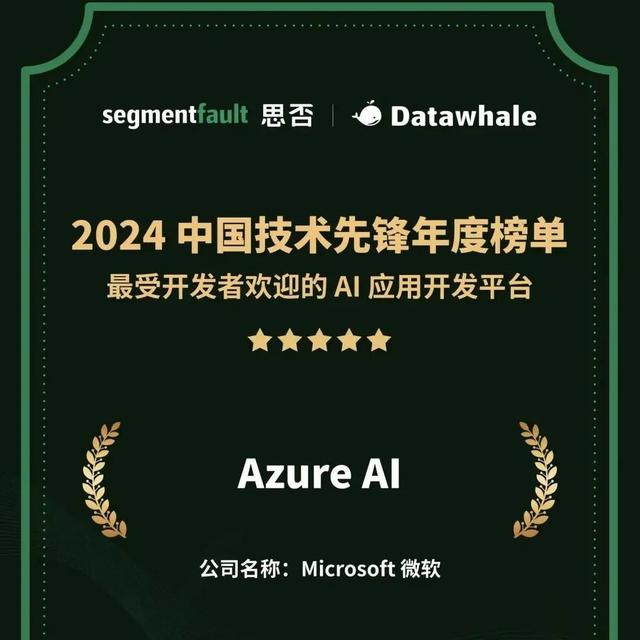 segmentfault 思否 | Datawhale
2024 中国技术先锋年度榜单
最受开发者欢迎的 AI 应用开发平台
Azure AI
公司名称：Microsoft 微软